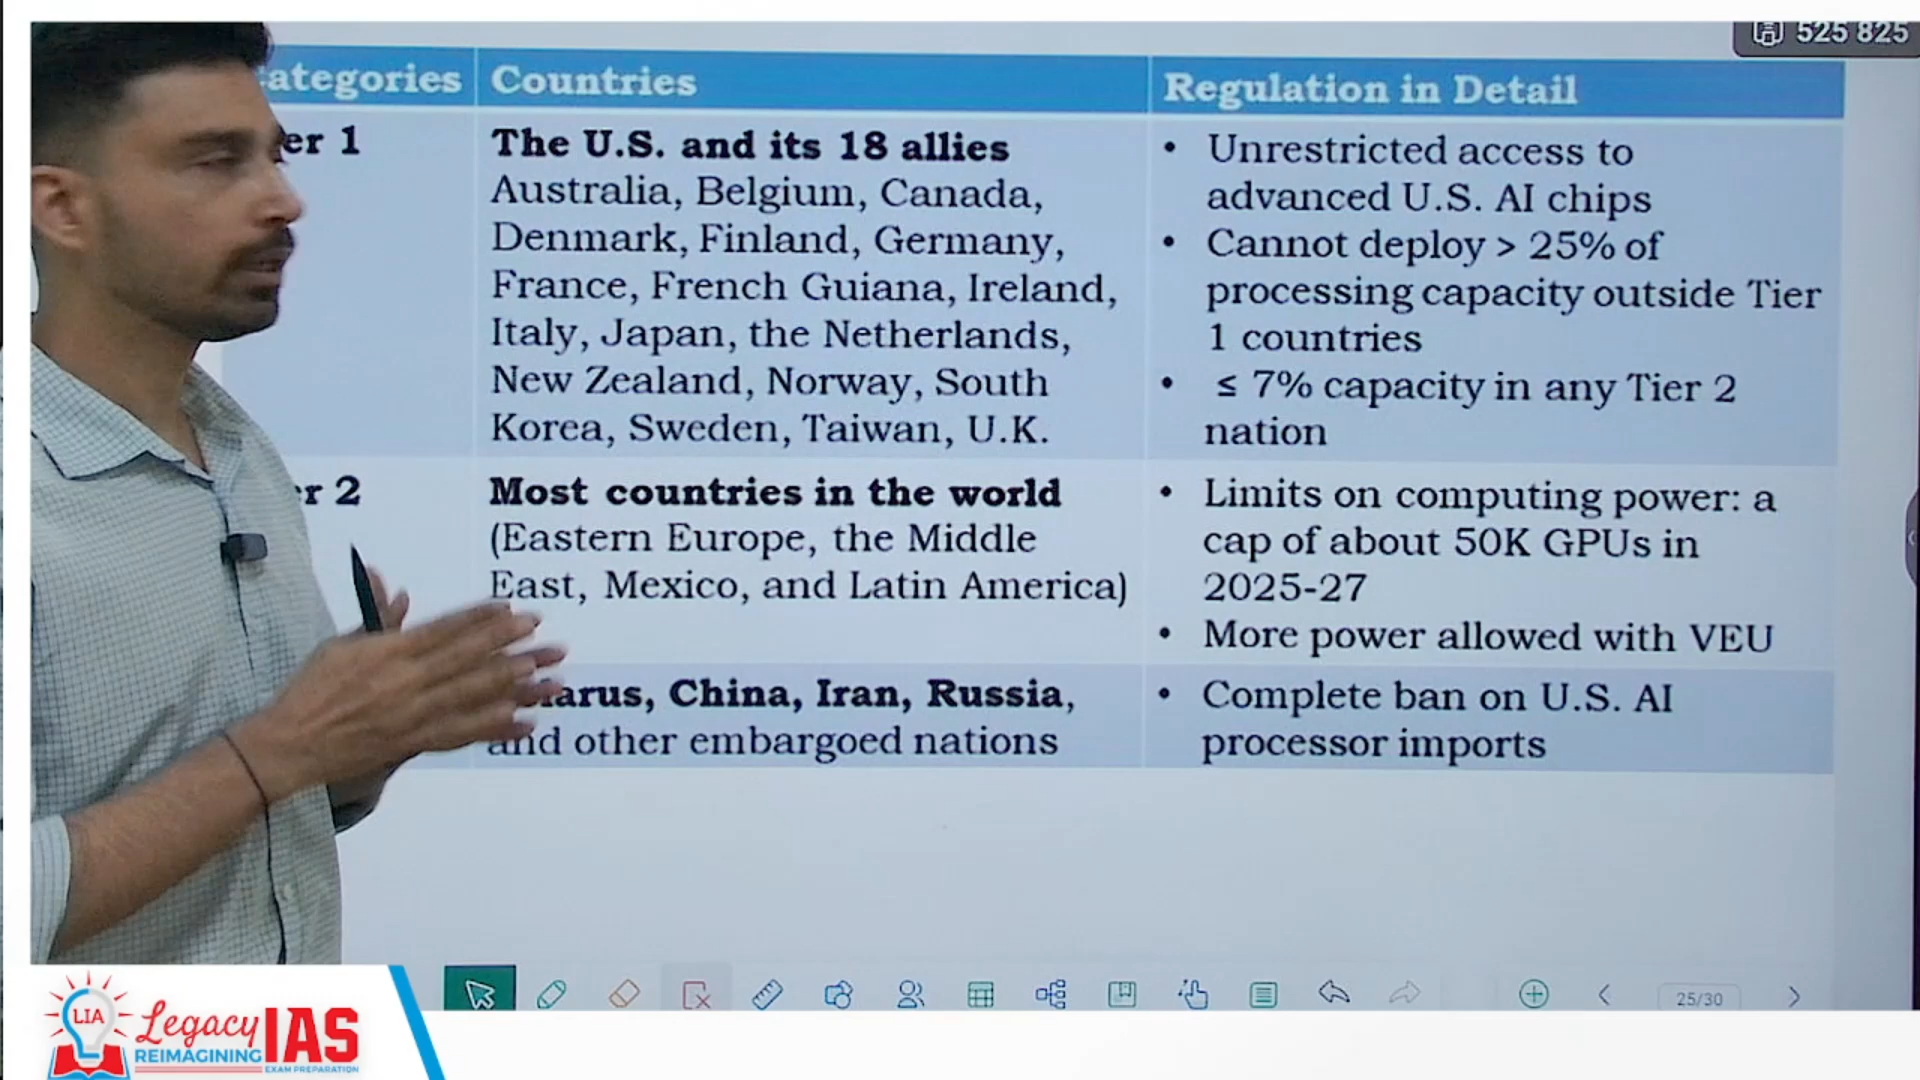 525 825
ategories Countries Regulation in Detail
er 1
The U.S. and its 18 allies
Australia, Belgium, Canada,
Denmark, Finland, Germany,
France, French Guiana, Ireland,
Italy, Japan, the Netherlands,
New Zealand, Norway, South
Korea, Sweden, Taiwan, U.K.
• Unrestricted access to
advanced U.S. AI chips
• Cannot deploy > 25% of
processing capacity outside Tier
1 countries
• ≤ 7% capacity in any Tier 2
nation
r 2
Most countries in the world
(Eastern Europe, the Middle
East, Mexico, and Latin America)
• Limits on computing power: a
cap of about 50K GPUs in
2025-27
• More power allowed with VEU
larus, China, Iran, Russia,
and other embargoed nations
• Complete ban on U.S. AI
processor imports
25/30
LIA
Legacy IAS
REIMAGINING
EXAM PREPARATION